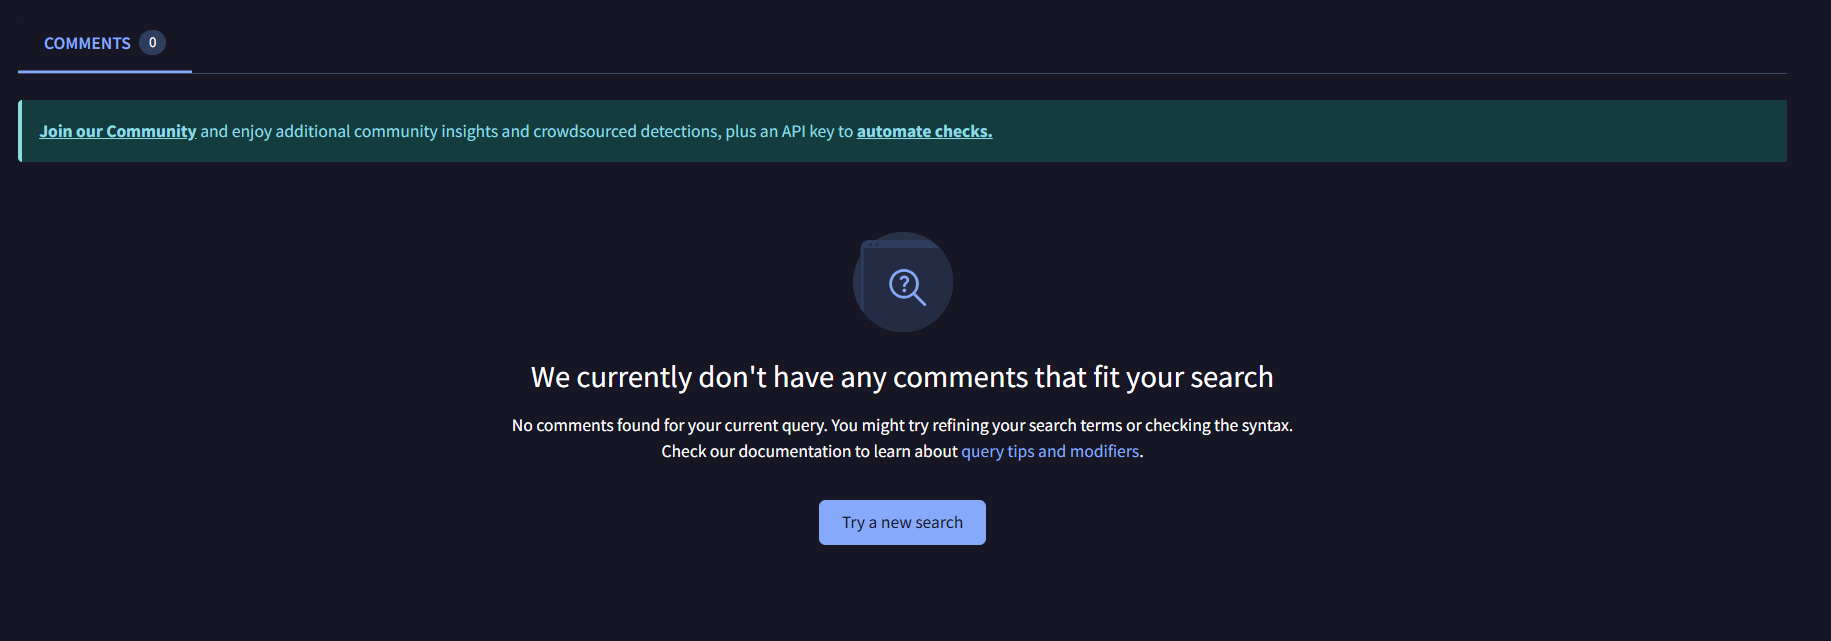 COMMENTS 0
Join our Community and enjoy additional community insights and crowdsourced detections, plus an API key to automate checks.
?
We currently don't have any comments that fit your search
No comments found for your current query. You might try refining your search terms or checking the syntax.
Check our documentation to learn about query tips and modifiers.
Try a new search